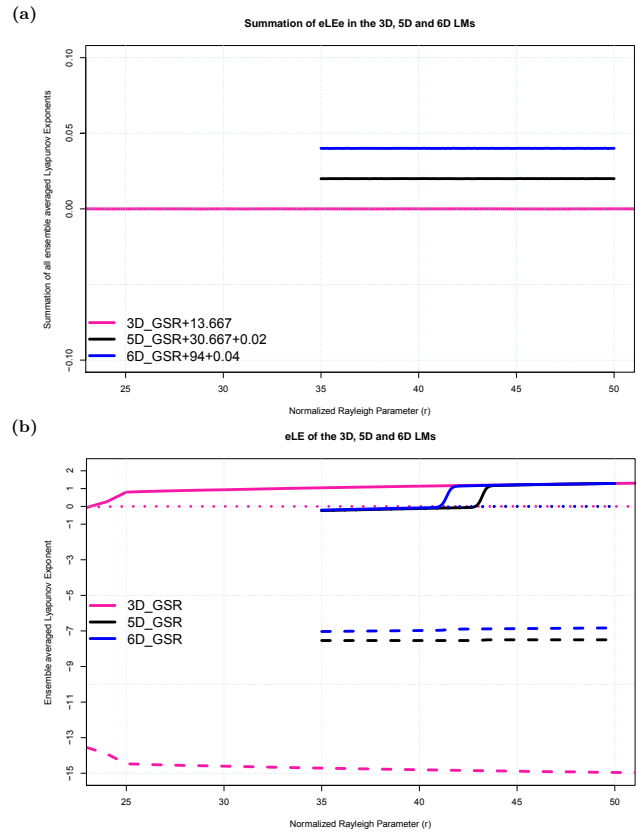 (a)
Summation of eLEe in the 3D, 5D and 6D LMs
Summation of all ensemble averaged Lyapunov Exponents
0.10
0.05
0.00
−0.10
3D_GSR+13.667
5D_GSR+30.667+0.02
6D_GSR+94+0.04
25 30 35 40 45 50
Normalized Rayleigh Parameter (r)
(b)
eLE of the 3D, 5D and 6D LMs
Ensemble averaged Lyapunov Exponent
2
1
0
−1
−3
−5
−7
−9
−11
−13
−15
3D_GSR
5D_GSR
6D_GSR
25 30 35 40 45 50
Normalized Rayleigh Parameter (r)